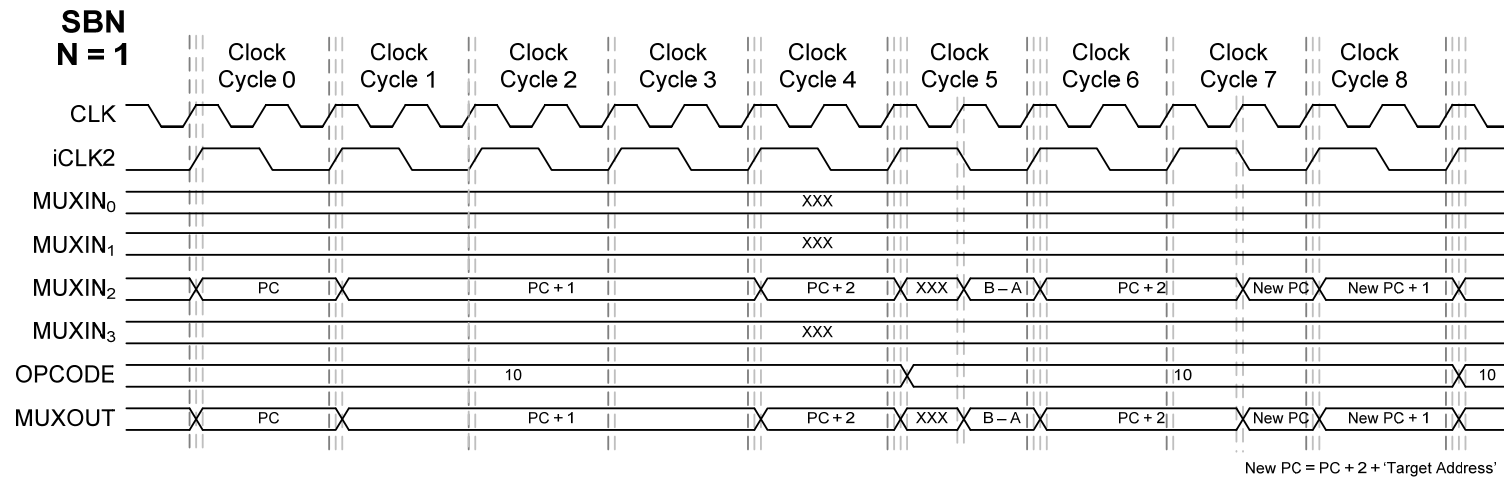 SBN
N = 1
Clock Cycle 0
Clock Cycle 1
Clock Cycle 2
Clock Cycle 3
Clock Cycle 4
Clock Cycle 5
Clock Cycle 6
Clock Cycle 7
Clock Cycle 8
CLK
iCLK2
MUXIN₀ XXX
MUXIN₁ XXX
MUXIN₂ PC PC + 1 PC + 2 XXX B – A PC + 2 New PC New PC + 1
MUXIN₃ XXX
OPCODE 10 10 10
MUXOUT PC PC + 1 PC + 2 XXX B – A PC + 2 New PC New PC + 1
New PC = PC + 2 + ‘Target Address’